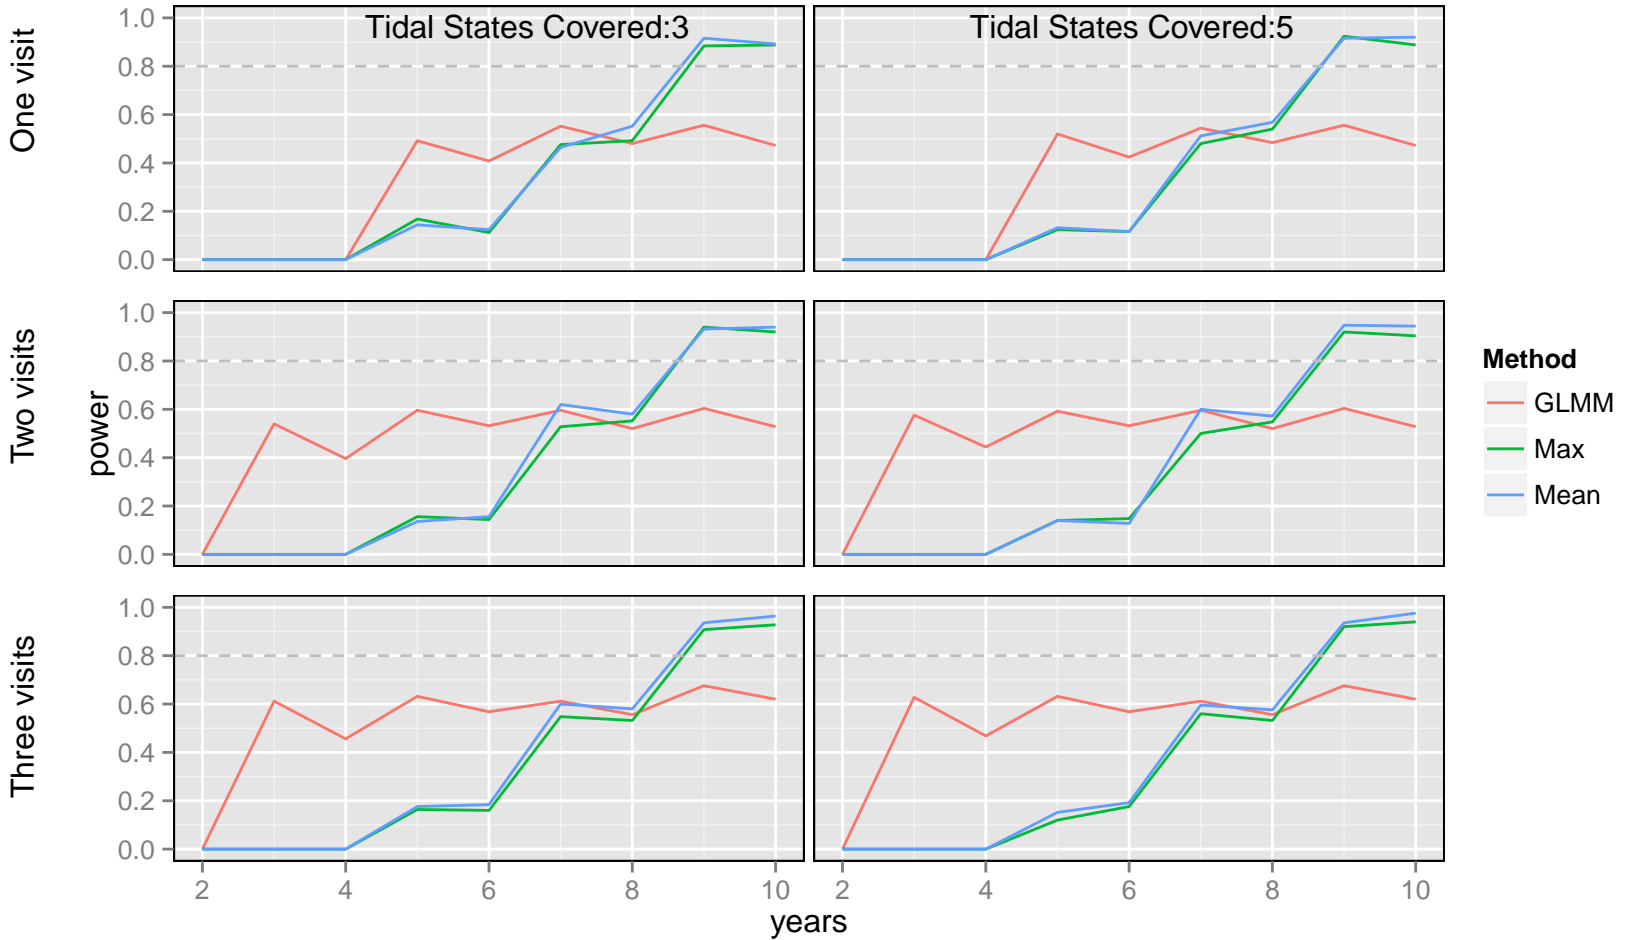 Tidal States Covered:3
Tidal States Covered:5
One visit
1.0
0.8
0.6
0.4
0.2
0.0
Two visits
1.0
0.8
0.6
0.4
0.2
0.0
power
Three visits
1.0
0.8
0.6
0.4
0.2
0.0
2 4 6 8 10
2 4 6 8 10
years
Method
GLMM
Max
Mean